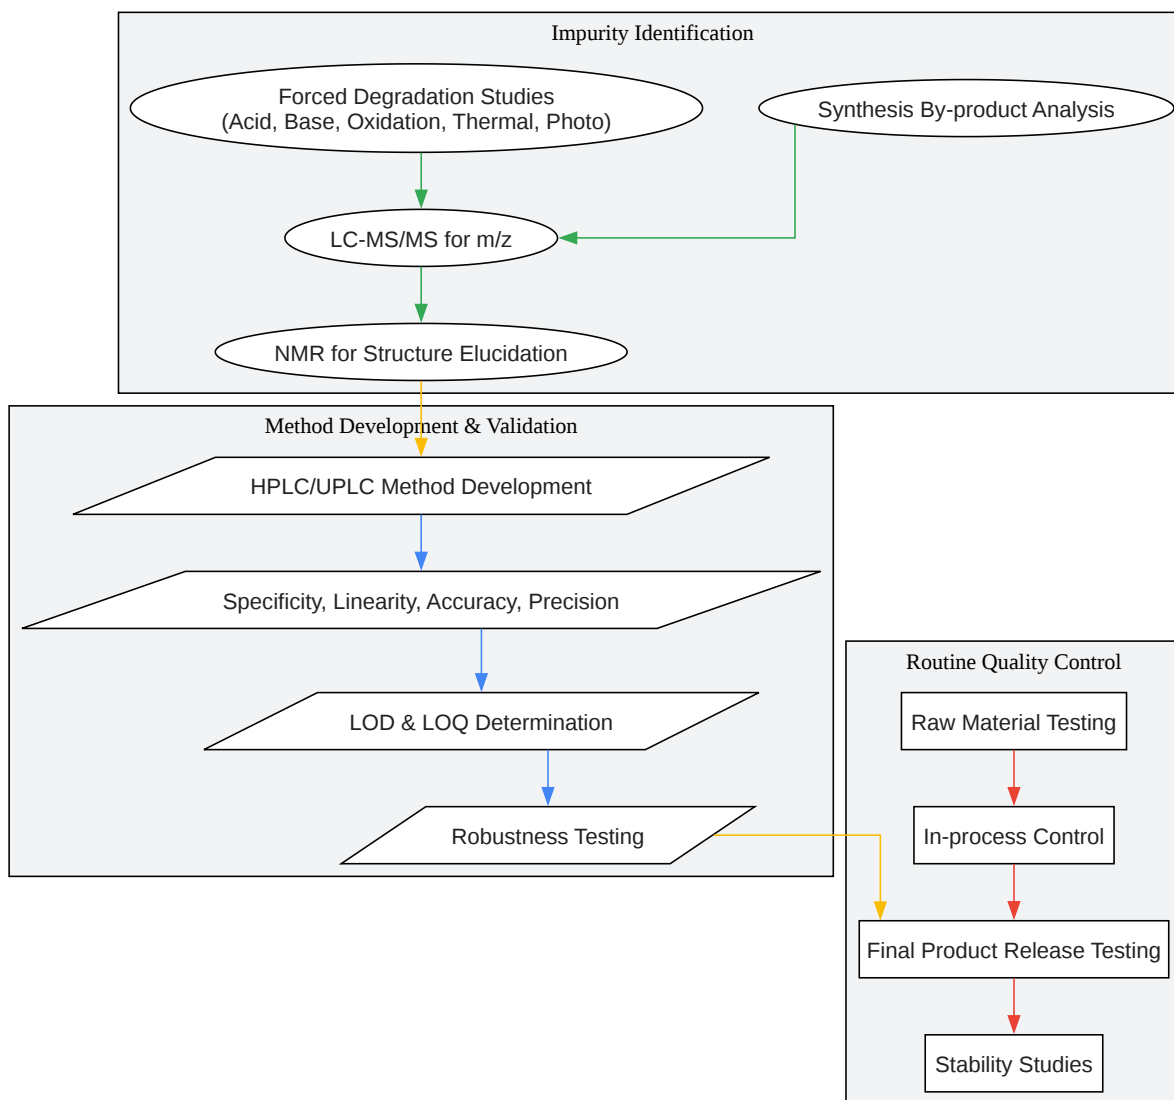 Impurity Identification
Forced Degradation Studies
(Acid, Base, Oxidation, Thermal, Photo)
Synthesis By-product Analysis
LC-MS/MS for m/z
NMR for Structure Elucidation
Method Development & Validation
HPLC/UPLC Method Development
Specificity, Linearity, Accuracy, Precision
LOD & LOQ Determination
Robustness Testing
Routine Quality Control
Raw Material Testing
In-process Control
Final Product Release Testing
Stability Studies